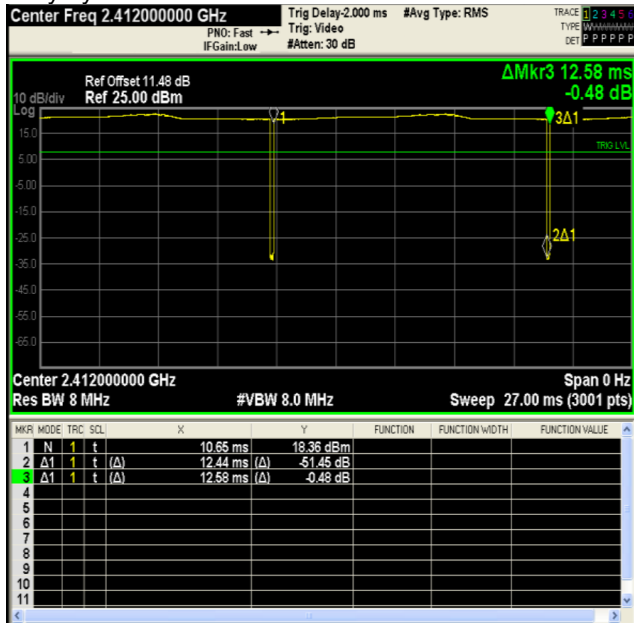 Center Freq 2.412000000 GHz
PNO: Fast
IFGain:Low
Trig Delay-2.000 ms
Trig: Video
#Atten: 30 dB
#Avg Type: RMS
TRACE 1 2 3 4 5 6
TYPE
DET P P P P P P
Ref Offset 11.48 dB
10 dB/div Ref 25.00 dBm
Log
ΔMkr3 12.58 ms
-0.48 dB
1
3Δ1
15.0
TRIG LVL
5.00
-5.00
-15.0
-25.0
2Δ1
-35.0
-45.0
-55.0
-65.0
Center 2.412000000 GHz
Span 0 Hz
Res BW 8 MHz
#VBW 8.0 MHz
Sweep 27.00 ms (3001 pts)
MKR MODE TRC SCL X Y FUNCTION FUNCTION WIDTH FUNCTION VALUE
1 N 1 t 10.65 ms 18.36 dBm
2 Δ1 1 t (Δ) 12.44 ms (Δ) -51.45 dB
3 Δ1 1 t (Δ) 12.58 ms (Δ) -0.48 dB
4
5
6
7
8
9
10
11